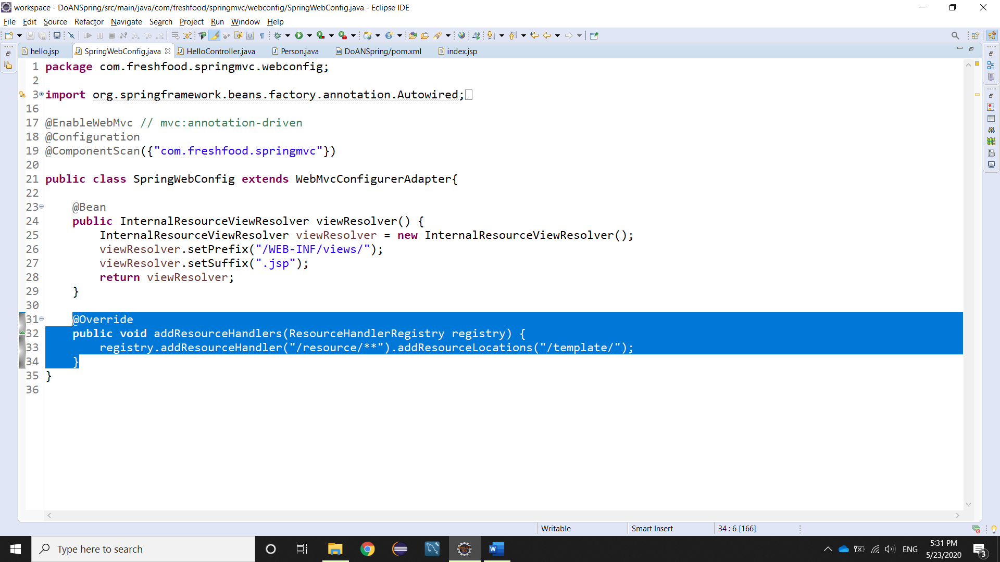 workspace - DoANSpring/src/main/java/com/freshfood/springmvc/webconfig/SpringWebConfig.java - Eclipse IDE
File Edit Source Refactor Navigate Search Project Run Window Help
hello.jsp SpringWebConfig.java HelloController.java Person.java DoANSpring/pom.xml index.jsp
1 package com.freshfood.springmvc.webconfig;
2
3 import org.springframework.beans.factory.annotation.Autowired;
16
17 @EnableWebMvc // mvc:annotation-driven
18 @Configuration
19 @ComponentScan({"com.freshfood.springmvc"})
20
21 public class SpringWebConfig extends WebMvcConfigurerAdapter{
22
23 @Bean
24 public InternalResourceViewResolver viewResolver() {
25 InternalResourceViewResolver viewResolver = new InternalResourceViewResolver();
26 viewResolver.setPrefix("/WEB-INF/views/");
27 viewResolver.setSuffix(".jsp");
28 return viewResolver;
29 }
30
31 @Override
32 public void addResourceHandlers(ResourceHandlerRegistry registry) {
33 registry.addResourceHandler("/resource/**").addResourceLocations("/template/");
34 }
35 }
36
Writable Smart Insert 34 : 6 [166]
Type here to search
ENG
5:31 PM
5/23/2020
3